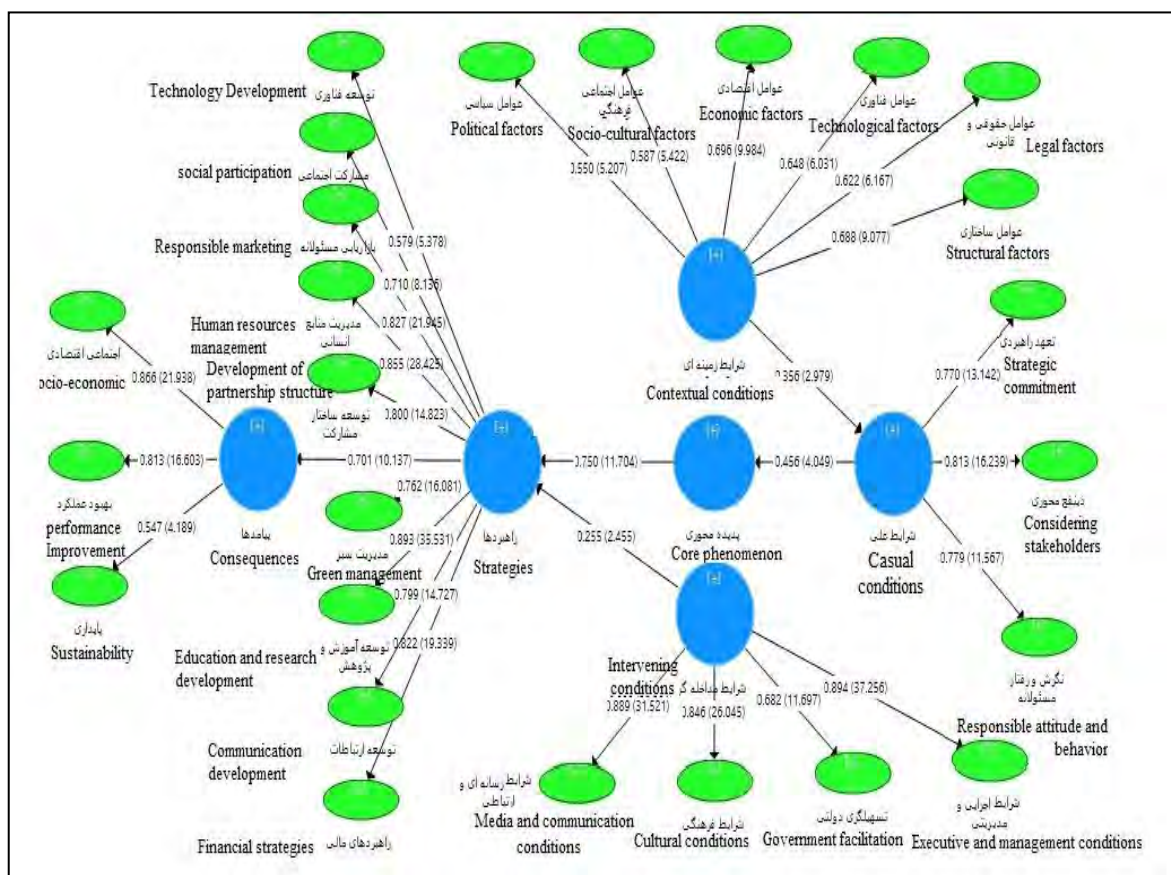 توسعه فناوری
Technology Development
مشارکت اجتماعی
social participation
بازاریابی مسئولانه
Responsible marketing
مدیریت منابع
انسانی
Human resources
management
Development of
partnership structure
توسعه ساختار
مشارکت
0.579 (5.378)
0.710 (8.136)
0.827 (21.945)
0.855 (28.425)
0.800 (14.823)
0.701 (10.137)
0.762 (16.081)
0.893 (35.531)
0.799 (14.727)
0.822 (19.339)
عوامل سیاسی
Political factors
عوامل اجتماعی
فرهنگی
Socio-cultural factors
عوامل اقتصادی
Economic factors
عوامل فناوری
Technological factors
عوامل حقوقی و
قانونی
Legal factors
عوامل ساختاری
Structural factors
0.550 (5.207)
0.587 (5.422)
0.696 (9.984)
0.648 (6.031)
0.622 (6.167)
0.688 (9.077)
[+]
شرایط زمینه ای
Contextual conditions
0.356 (2.979)
تعهد راهبردی
Strategic
commitment
0.770 (13.142)
اجتماعی اقتصادی
ocio-economic
0.866 (21.938)
بهبود عملکرد
performance
Improvement
0.813 (16.603)
پایداری
Sustainability
0.547 (4.189)
[+]
پیامدها
Consequences
[+]
راهبردها
Strategies
0.750 (11.704)
[+]
پدیده محوری
Core phenomenon
0.456 (4.049)
[+]
شرایط علی
Casual
conditions
0.813 (16.239)
ذینفع محوری
Considering
stakeholders
0.779 (11.567)
نگرش و رفتار
مسئولانه
Responsible attitude and
behavior
0.255 (2.455)
مدیریت سبز
Green management
توسعه آموزش و
پژوهش
Education and research
development
توسعه ارتباطات
Communication
development
راهبردهای مالی
Financial strategies
[+]
Intervening
conditions
شرایط مداخله گر
0.889 (31.521)
0.846 (26.045)
0.682 (11.697)
0.894 (37.256)
شرایط رسانه ای و
ارتباطی
Media and communication
conditions
شرایط فرهنگی
Cultural conditions
تسهیلگری دولتی
Government facilitation
شرایط اجرایی و
مدیریتی
Executive and management conditions